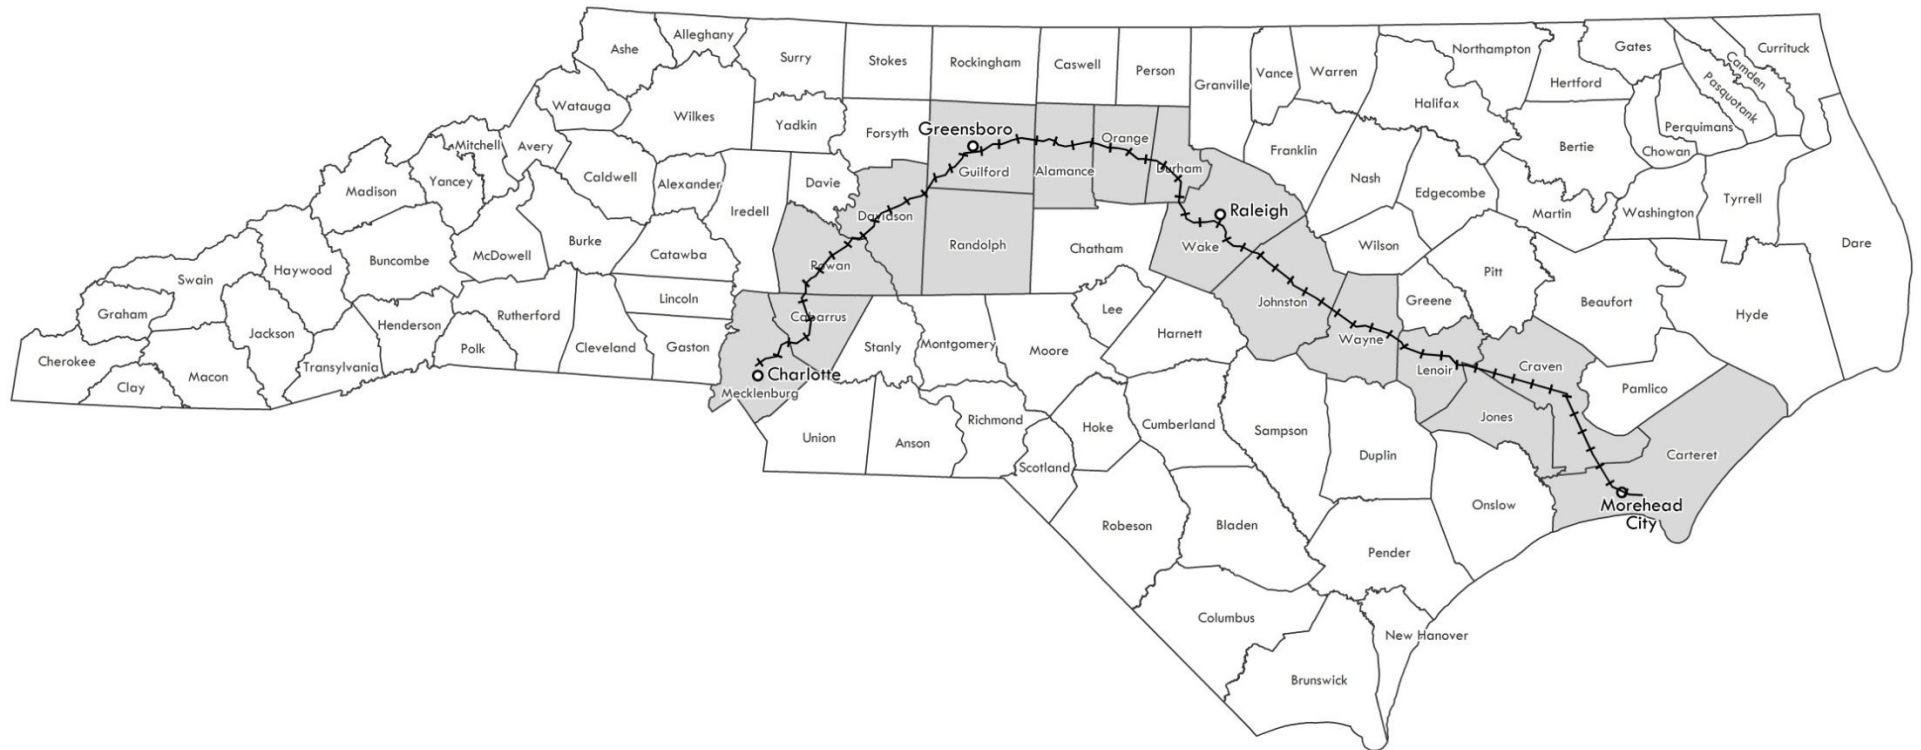 Ashe
Alleghany
Surry
Stokes
Rockingham
Caswell
Person
Granville
Vance
Warren
Northampton
Hertford
Gates
Camden
Currituck
Pasquotank
Watauga
Wilkes
Yadkin
Forsyth
Greensboro
Orange
Halifax
Perquimans
Mitchell
Avery
Franklin
Bertie
Chowan
Madison
Yancey
Caldwell
Alexander
Davie
Guilford
Alamance
Durham
Nash
Edgecombe
Iredell
Davidson
Raleigh
Martin
Washington
Tyrrell
Swain
Haywood
Buncombe
McDowell
Burke
Catawba
Rowan
Randolph
Chatham
Wake
Wilson
Pitt
Dare
Graham
Jackson
Henderson
Rutherford
Lincoln
Cabarrus
Lee
Johnston
Greene
Beaufort
Hyde
Cherokee
Clay
Macon
Transylvania
Polk
Cleveland
Gaston
Charlotte
Mecklenburg
Stanly
Montgomery
Moore
Harnett
Wayne
Lenoir
Craven
Pamlico
Union
Anson
Richmond
Scotland
Hoke
Cumberland
Sampson
Duplin
Jones
Carteret
Onslow
Morehead
City
Robeson
Bladen
Pender
Columbus
New Hanover
Brunswick